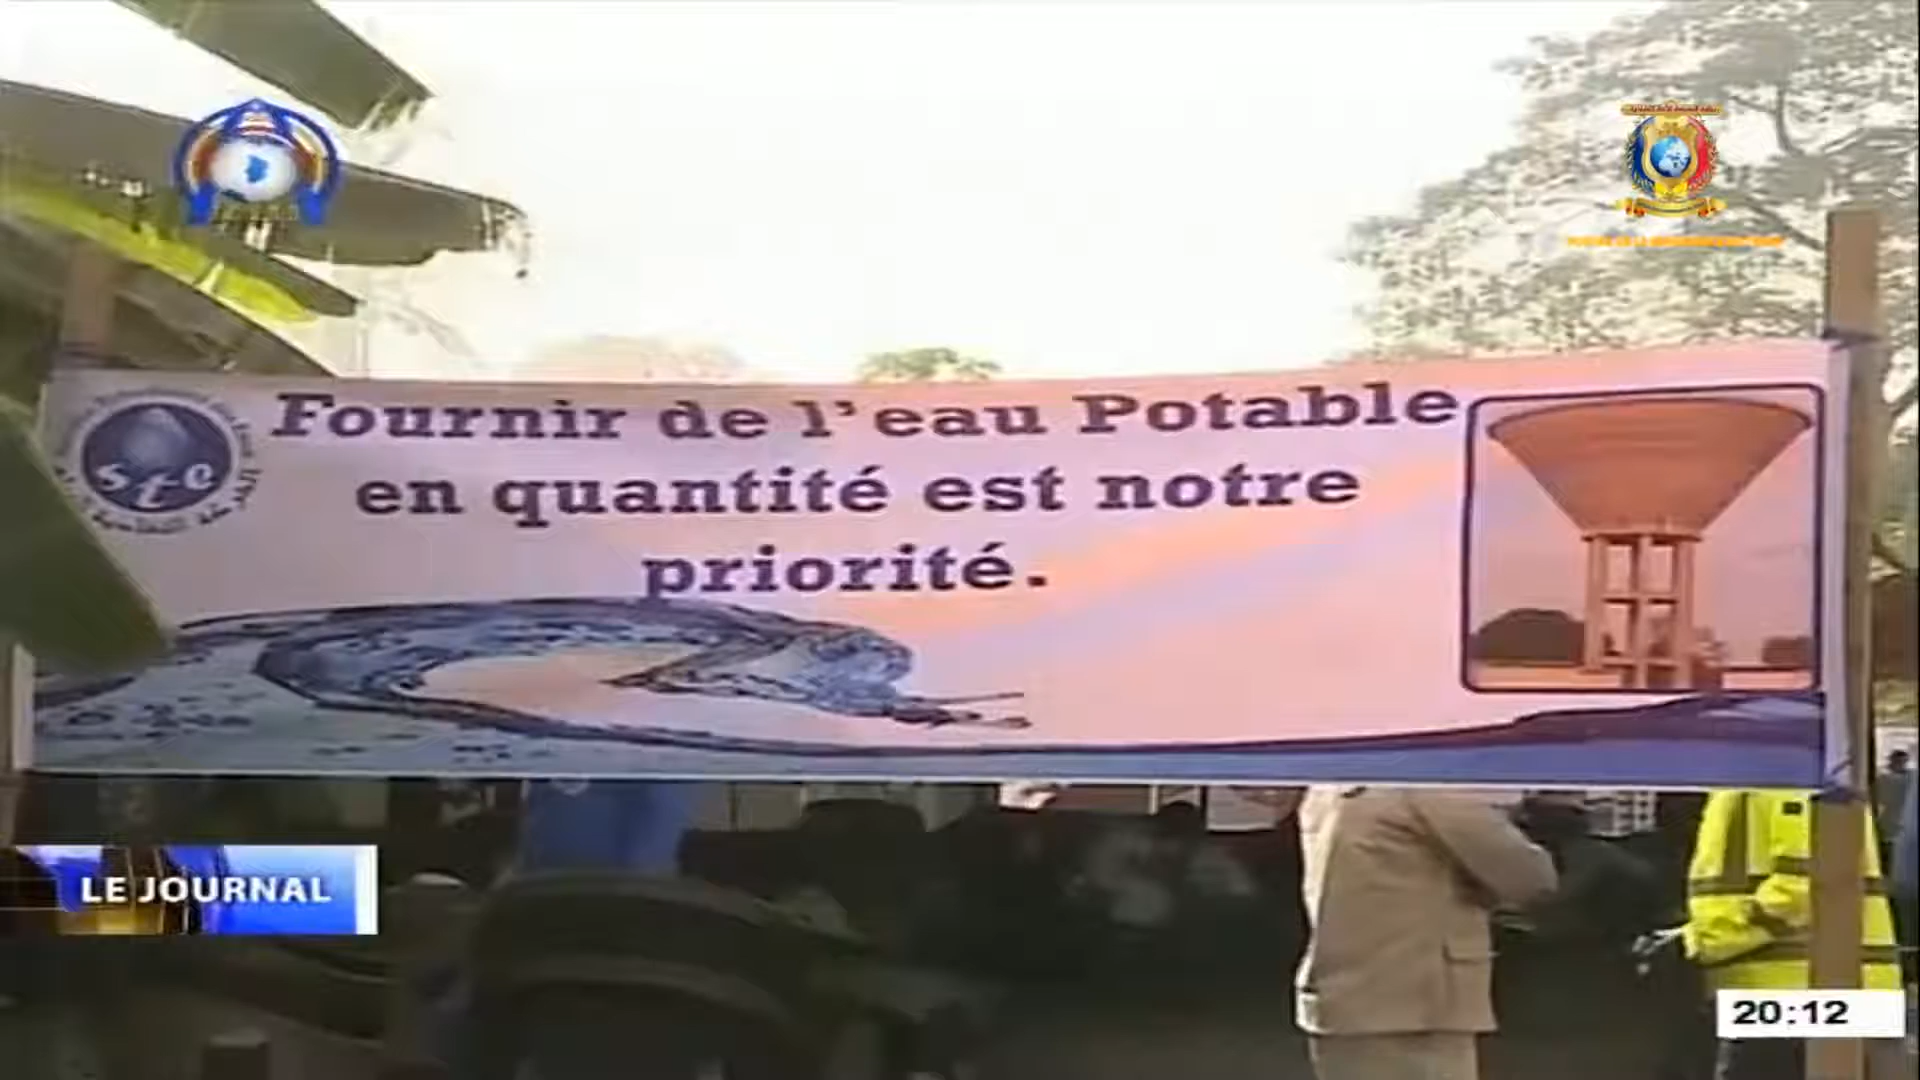 Fournir de l'eau Potable
en quantité est notre
priorité.
ste
LE JOURNAL
20:12